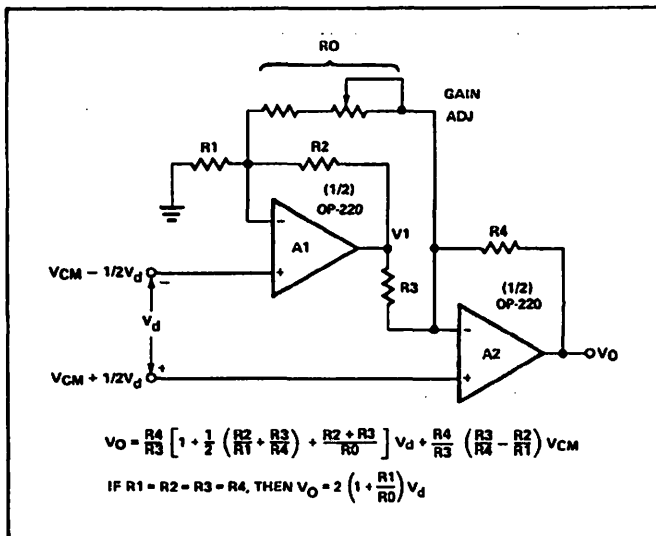 RO
GAIN
ADJ
R1
R2
(1/2)
OP-220
A1
V1
R4
R3
(1/2)
OP-220
A2
VCM − 1/2Vd
−
+
Vd
−
+
VCM + 1/2Vd
+
−
+
VO
VO = R4/R3 [1 + 1/2 (R2/R1 + R3/R4) + R2 + R3/R0] Vd + R4/R3 (R3/R4 − R2/R1) VCM
IF R1 = R2 = R3 = R4, THEN VO = 2 (1 + R1/R0) Vd